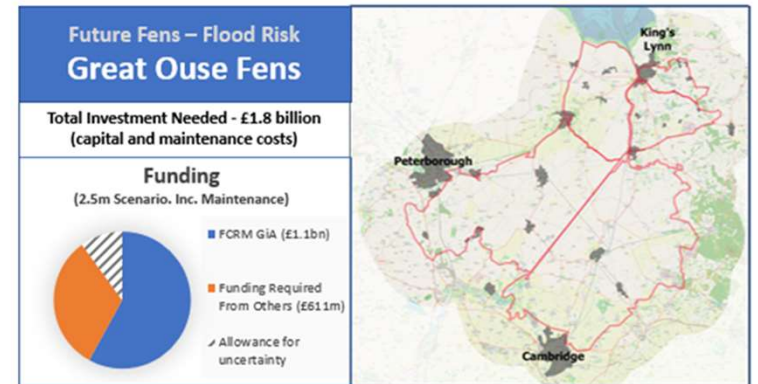 Future Fens – Flood Risk
Great Ouse Fens
Total Investment Needed - £1.8 billion
(capital and maintenance costs)
Funding
(2.5m Scenario. Inc. Maintenance)
FCRM GiA (£1.1bn)
Funding Required
From Others (£611m)
Allowance for
uncertainty
King's
Lynn
Peterborough
Cambridge